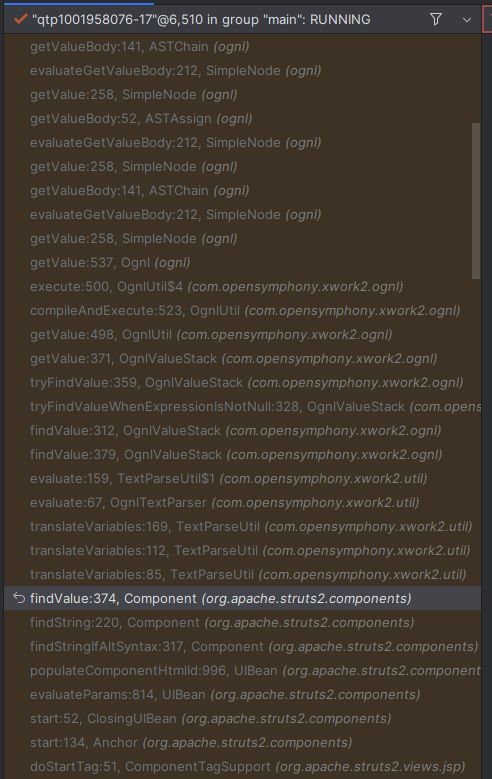 "qtp1001958076-17"@6,510 in group "main": RUNNING
getValueBody:141, ASTChain (ognl)
evaluateGetValueBody:212, SimpleNode (ognl)
getValue:258, SimpleNode (ognl)
getValueBody:52, ASTAssign (ognl)
evaluateGetValueBody:212, SimpleNode (ognl)
getValue:258, SimpleNode (ognl)
getValueBody:141, ASTChain (ognl)
evaluateGetValueBody:212, SimpleNode (ognl)
getValue:258, SimpleNode (ognl)
getValue:537, Ognl (ognl)
execute:500, OgnlUtil$4 (com.opensymphony.xwork2.ognl)
compileAndExecute:523, OgnlUtil (com.opensymphony.xwork2.ognl)
getValue:498, OgnlUtil (com.opensymphony.xwork2.ognl)
getValue:371, OgnlValueStack (com.opensymphony.xwork2.ognl)
tryFindValue:359, OgnlValueStack (com.opensymphony.xwork2.ognl)
tryFindValueWhenExpressionIsNotNull:328, OgnlValueStack (com.opens
findValue:312, OgnlValueStack (com.opensymphony.xwork2.ognl)
findValue:379, OgnlValueStack (com.opensymphony.xwork2.ognl)
evaluate:159, TextParseUtil$1 (com.opensymphony.xwork2.util)
evaluate:67, OgnlTextParser (com.opensymphony.xwork2.util)
translateVariables:169, TextParseUtil (com.opensymphony.xwork2.util)
translateVariables:112, TextParseUtil (com.opensymphony.xwork2.util)
translateVariables:85, TextParseUtil (com.opensymphony.xwork2.util)
findValue:374, Component (org.apache.struts2.components)
findString:220, Component (org.apache.struts2.components)
findStringIfAltSyntax:317, Component (org.apache.struts2.components)
populateComponentHtmlId:996, UIBean (org.apache.struts2.component
evaluateParams:814, UIBean (org.apache.struts2.components)
start:52, ClosingUIBean (org.apache.struts2.components)
start:134, Anchor (org.apache.struts2.components)
doStartTag:51, ComponentTagSupport (org.apache.struts2.views.jsp)